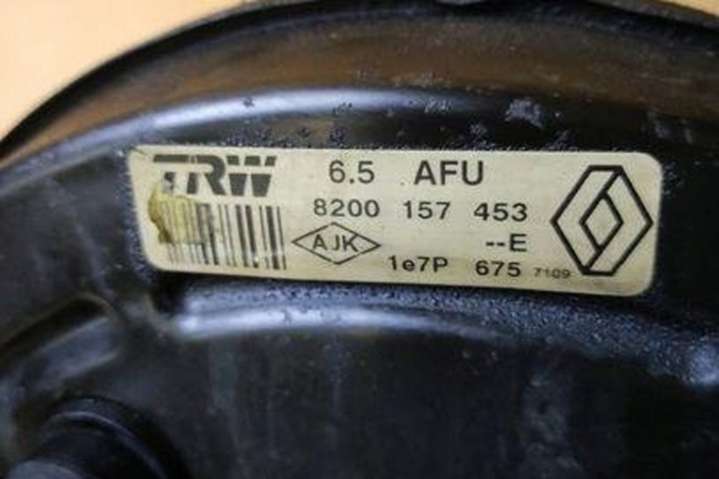 TRW 6.5 AFU
8200 157 453
AJK --E
1e7P 675 7109